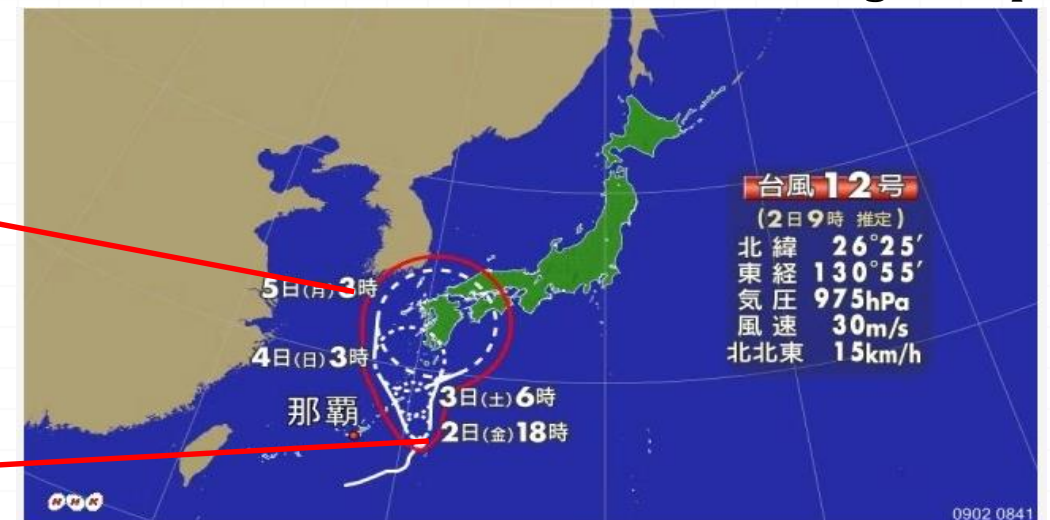 台風12号
(2日9時 推定)
北緯 26°25′
東経 130°55′
気圧 975hPa
風速 30m/s
北北東 15km/h
5日(月)3時
4日(日)3時
3日(土)6時
那覇
2日(金)18時
NHK
0902 0841